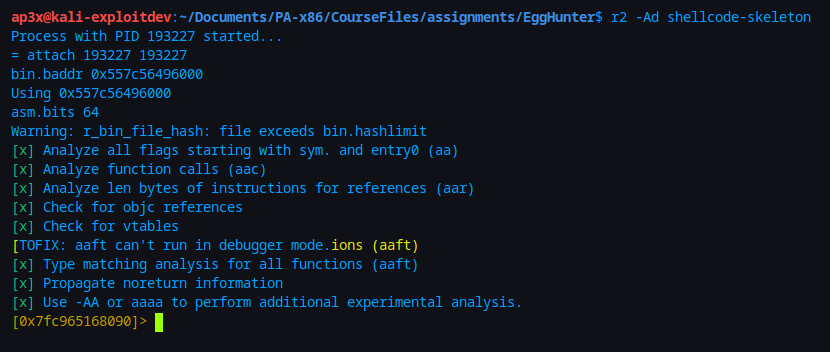 ap3x@kali-exploitdev:~/Documents/PA-x86/CourseFiles/assignments/EggHunter$ r2 -Ad shellcode-skeleton
Process with PID 193227 started...
= attach 193227 193227
bin.baddr 0x557c56496000
Using 0x557c56496000
asm.bits 64
Warning: r_bin_file_hash: file exceeds bin.hashlimit
[x] Analyze all flags starting with sym. and entry0 (aa)
[x] Analyze function calls (aac)
[x] Analyze len bytes of instructions for references (aar)
[x] Check for objc references
[x] Check for vtables
[TOFIX: aaft can't run in debugger mode.ions (aaft)
[x] Type matching analysis for all functions (aaft)
[x] Propagate noreturn information
[x] Use -AA or aaaa to perform additional experimental analysis.
[0x7fc965168090]>